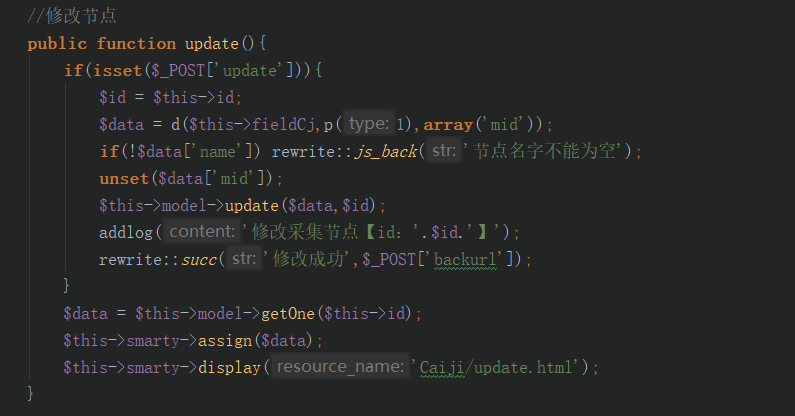 //修改节点
public function update(){
if(isset($_POST['update'])){
$id = $this->id;
$data = d($this->fieldCj,p( type: 1),array('mid'));
if(!$data['name']) rewrite::js_back( str: '节点名字不能为空');
unset($data['mid']);
$this->model->update($data,$id);
addlog( content: '修改采集节点【id：'.$id.'】');
rewrite::succ( str: '修改成功',$_POST['backurl']);
}
$data = $this->model->getOne($this->id);
$this->smarty->assign($data);
$this->smarty->display( resource_name: 'Caiji/update.html');
}